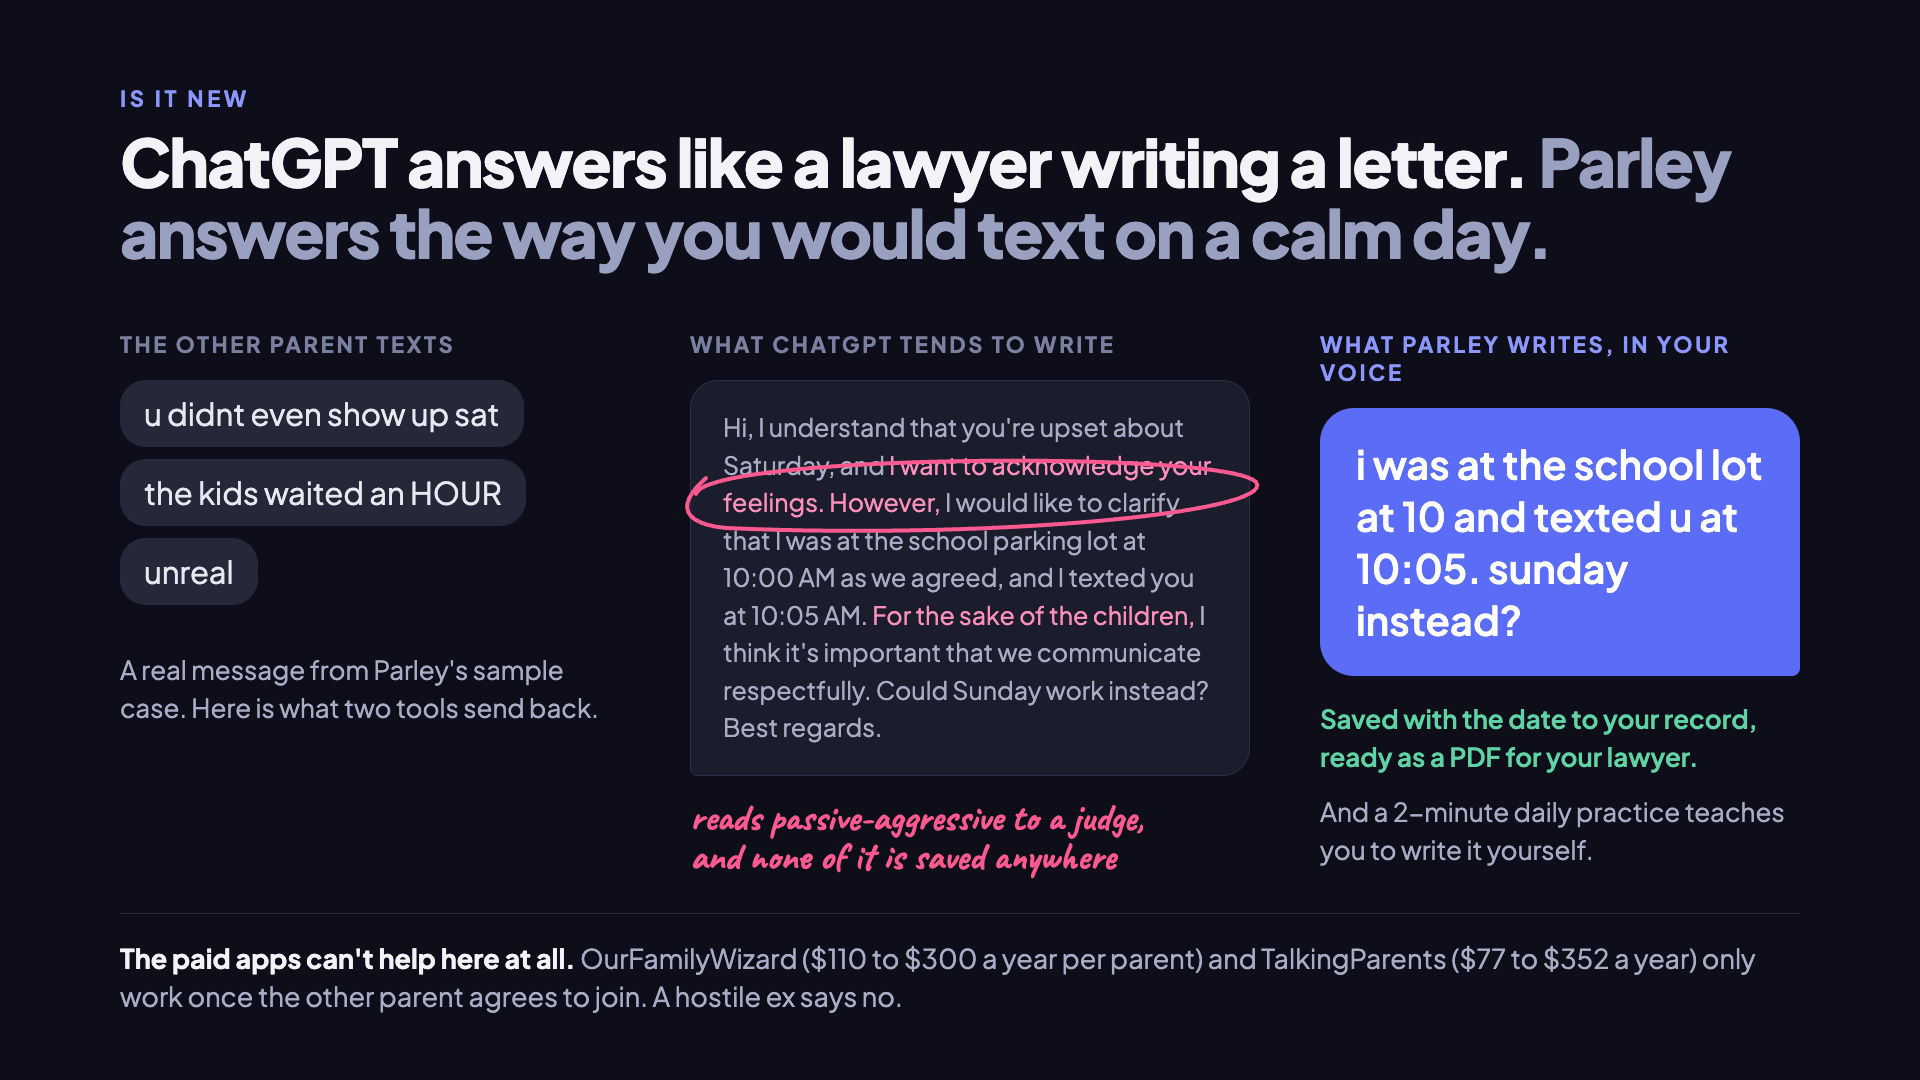 IS IT NEW
ChatGPT answers like a lawyer writing a letter. Parley
answers the way you would text on a calm day.
THE OTHER PARENT TEXTS
u didnt even show up sat
the kids waited an HOUR
unreal
A real message from Parley's sample
case. Here is what two tools send back.
WHAT CHATGPT TENDS TO WRITE
Hi, I understand that you're upset about
Saturday, and I want to acknowledge your
feelings. However, I would like to clarify
that I was at the school parking lot at
10:00 AM as we agreed, and I texted you
at 10:05 AM. For the sake of the children, I
think it's important that we communicate
respectfully. Could Sunday work instead?
Best regards.
reads passive-aggressive to a judge,
and none of it is saved anywhere
WHAT PARLEY WRITES, IN YOUR
VOICE
i was at the school lot
at 10 and texted u at
10:05. sunday
instead?
Saved with the date to your record,
ready as a PDF for your lawyer.
And a 2-minute daily practice teaches
you to write it yourself.
The paid apps can't help here at all. OurFamilyWizard ($110 to $300 a year per parent) and TalkingParents ($77 to $352 a year) only
work once the other parent agrees to join. A hostile ex says no.